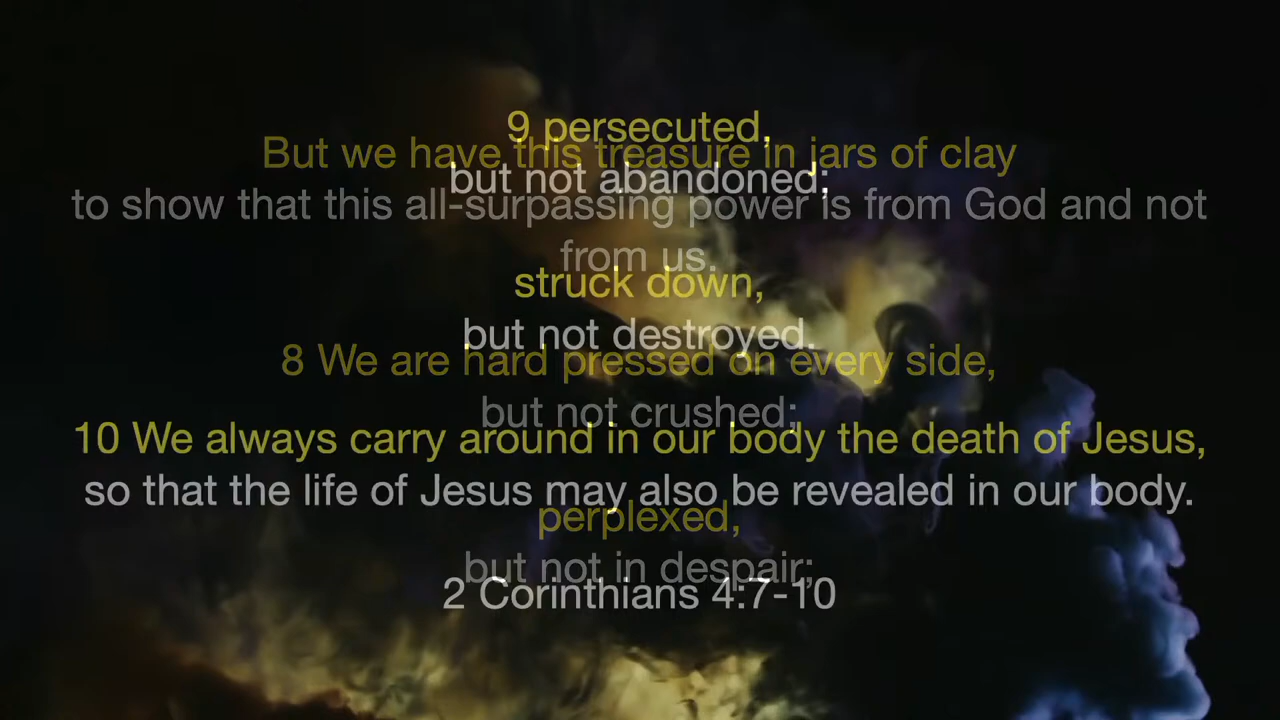 9 persecuted,
But we have this treasure in jars of clay
but not abandoned;
to show that this all-surpassing power is from God and not
from us.
struck down,
but not destroyed.
8 We are hard pressed on every side,
but not crushed;
10 We always carry around in our body the death of Jesus,
so that the life of Jesus may also be revealed in our body.
perplexed,
but not in despair;
2 Corinthians 4:7-10